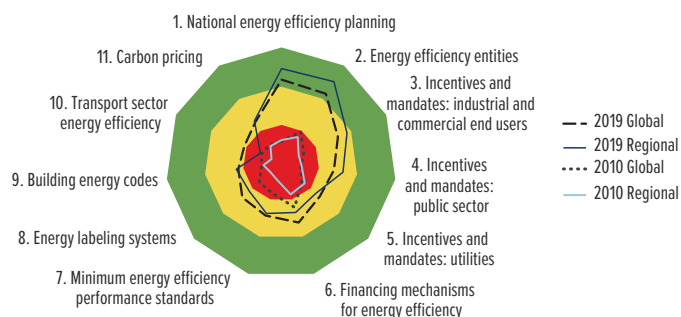 1. National energy efficiency planning
11. Carbon pricing
2. Energy efficiency entities
3. Incentives and
mandates: industrial and
commercial end users
10. Transport sector
energy efficiency
4. Incentives
and mandates:
public sector
9. Building energy codes
8. Energy labeling systems
5. Incentives and
mandates: utilities
7. Minimum energy efficiency
performance standards
6. Financing mechanisms
for energy efficiency
2019 Global
2019 Regional
2010 Global
2010 Regional